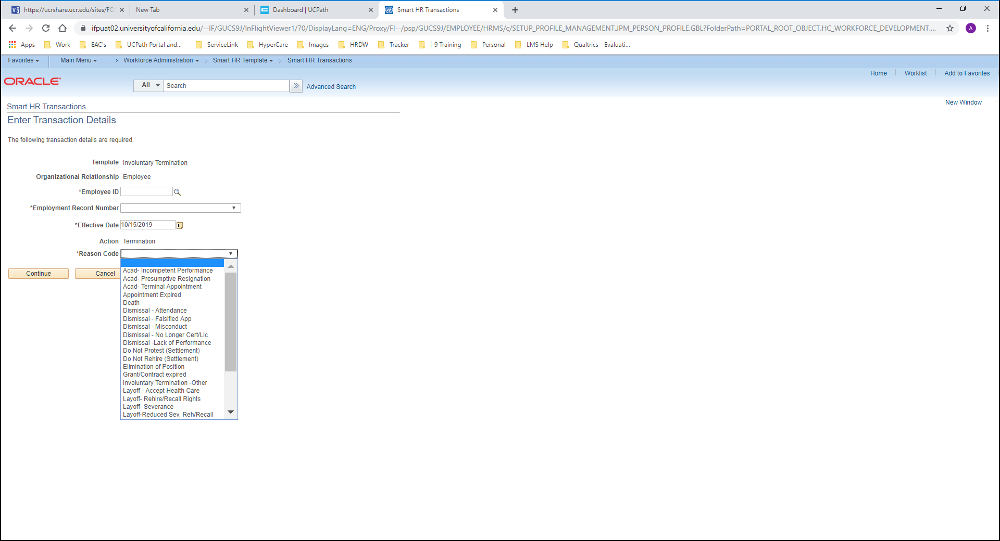 https://ucrshare.ucr.edu/sites/FO
New Tab
Dashboard | UCPath
Smart HR Transactions
ifpuat02.universityofcalifornia.edu/--IF/GUCS9J/InFlightViewer1/70/DisplayLang=ENG/Proxy/FI--/psp/GUCS9J/EMPLOYEE/HRMS/c/SETUP_PROFILE_MANAGEMENT.JPM_PERSON_PROFILE.GBL?FolderPath=PORTAL_ROOT_OBJECT.HC_WORKFORCE_DEVELOPMENT....
A
Apps Work EAC's UCPath Portal and... ServiceLink HyperCare Images HRDW Tracker i-9 Training Personal LMS Help Qualtrics - Evaluati...
Favorites Main Menu > Workforce Administration > Smart HR Template > Smart HR Transactions
Home Worklist Add to Favorites
ORACLE
All Search Advanced Search
New Window
Smart HR Transactions
Enter Transaction Details
The following transaction details are required.
Template Involuntary Termination
Organizational Relationship Employee
*Employee ID
*Employment Record Number
*Effective Date 10/15/2019 31
Action Termination
*Reason Code
Continue Cancel
Acad- Incompetent Performance
Acad- Presumptive Resignation
Acad- Terminal Appointment
Appointment Expired
Death
Dismissal - Attendance
Dismissal - Falsified App
Dismissal - Misconduct
Dismissal - No Longer Cert/Lic
Dismissal -Lack of Performance
Do Not Protest (Settlement)
Do Not Rehire (Settlement)
Elimination of Position
Grant/Contract expired
Involuntary Termination -Other
Layoff - Accept Health Care
Layoff- Rehire/Recall Rights
Layoff- Severance
Layoff-Reduced Sev, Reh/Recall